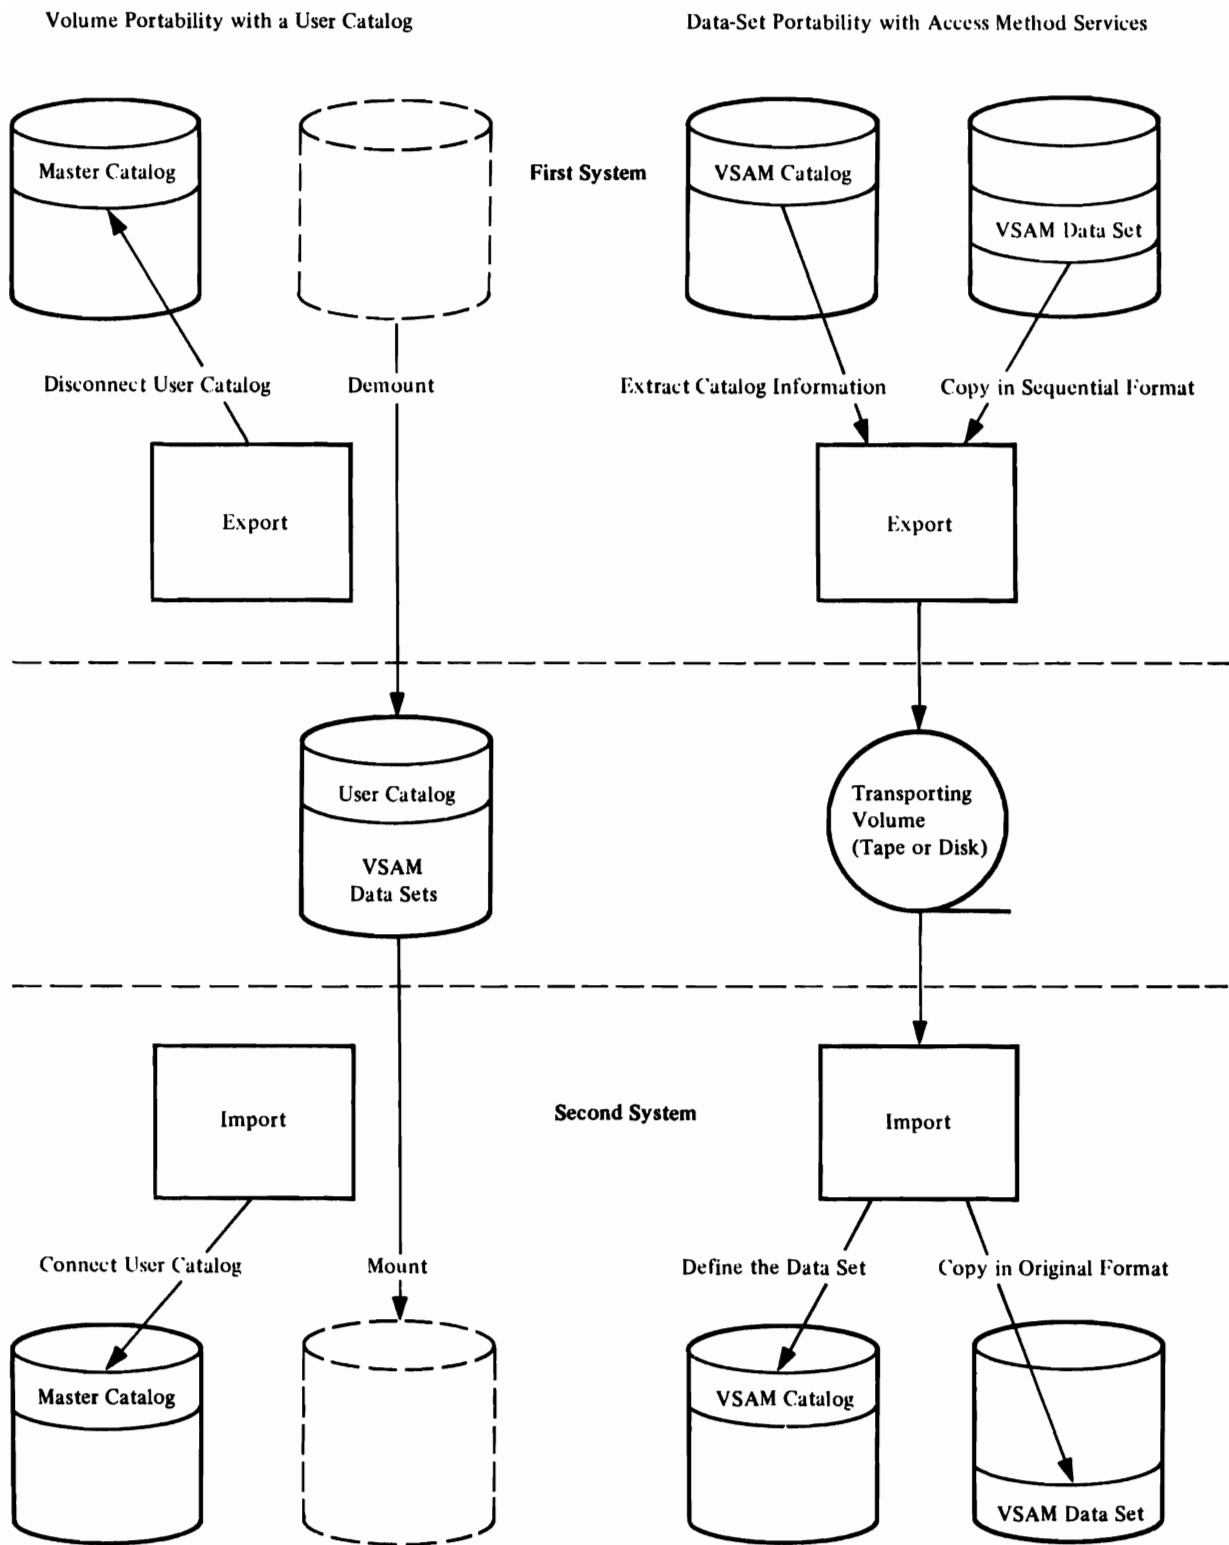 Volume Portability with a User Catalog
Data-Set Portability with Access Method Services
Master Catalog
First System
VSAM Catalog
VSAM Data Set
Disconnect User Catalog
Demount
Extract Catalog Information
Copy in Sequential Format
Export
Export
User Catalog
VSAM
Data Sets
Transporting
Volume
(Tape or Disk)
Import
Second System
Import
Connect User Catalog
Mount
Define the Data Set
Copy in Original Format
Master Catalog
VSAM Catalog
VSAM Data Set